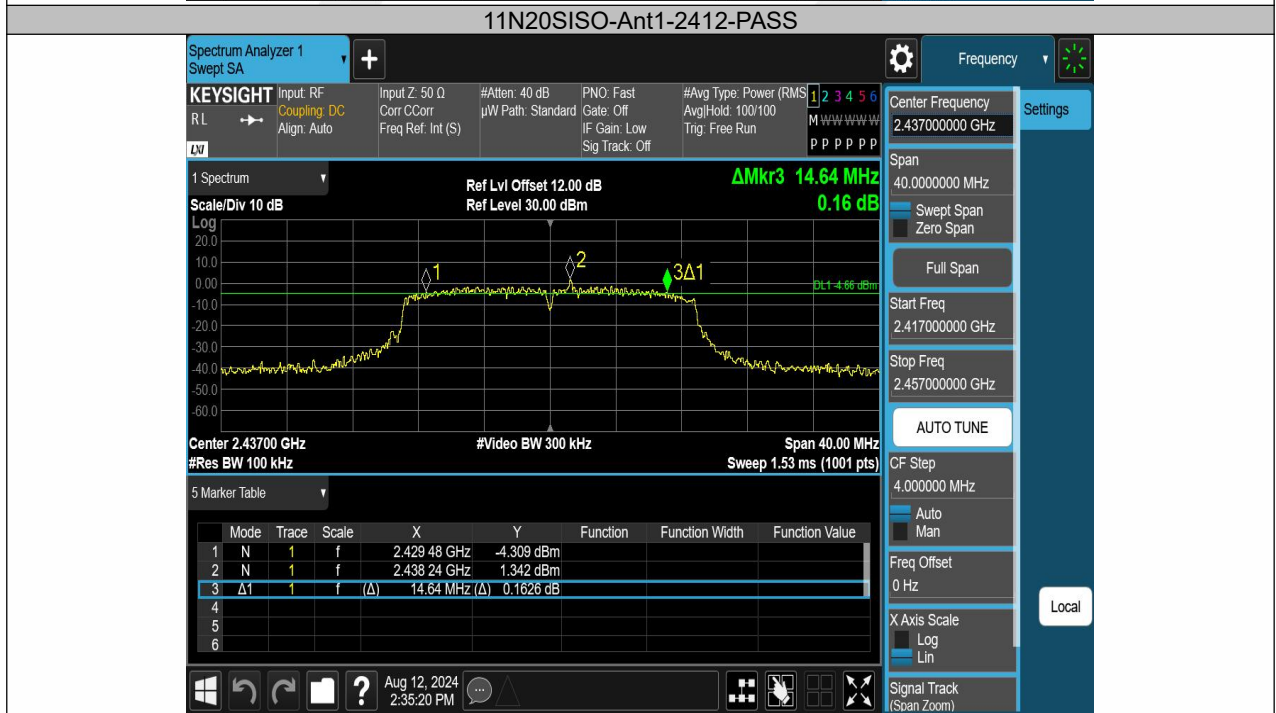 11N20SISO-Ant1-2412-PASS
Spectrum Analyzer 1
Swept SA
+
Frequency
KEYSIGHT
RL
LXI
Input: RF
Coupling: DC
Align: Auto
Input Z: 50 Ω
Corr CCorr
Freq Ref: Int (S)
#Atten: 40 dB
µW Path: Standard
PNO: Fast
Gate: Off
IF Gain: Low
Sig Track: Off
#Avg Type: Power (RMS
Avg|Hold: 100/100
Trig: Free Run
1 2 3 4 5 6
M W W W W W
P P P P P P
1 Spectrum
Scale/Div 10 dB
Ref Lvl Offset 12.00 dB
Ref Level 30.00 dBm
ΔMkr3 14.64 MHz
0.16 dB
Log
20.0
10.0
0.00
-10.0
-20.0
-30.0
-40.0
-50.0
-60.0
1
2
3Δ1
DL1 -4.66 dBm
Center 2.43700 GHz
#Video BW 300 kHz
Span 40.00 MHz
#Res BW 100 kHz
Sweep 1.53 ms (1001 pts)
5 Marker Table
Mode Trace Scale X Y Function Function Width Function Value
1 N 1 f 2.429 48 GHz -4.309 dBm
2 N 1 f 2.438 24 GHz 1.342 dBm
3 Δ1 1 f (Δ) 14.64 MHz (Δ) 0.1626 dB
4
5
6
Center Frequency
2.437000000 GHz
Settings
Span
40.0000000 MHz
Swept Span
Zero Span
Full Span
Start Freq
2.417000000 GHz
Stop Freq
2.457000000 GHz
AUTO TUNE
CF Step
4.000000 MHz
Auto
Man
Freq Offset
0 Hz
X Axis Scale
Log
Lin
Local
Signal Track
(Span Zoom)
?
Aug 12, 2024
2:35:20 PM